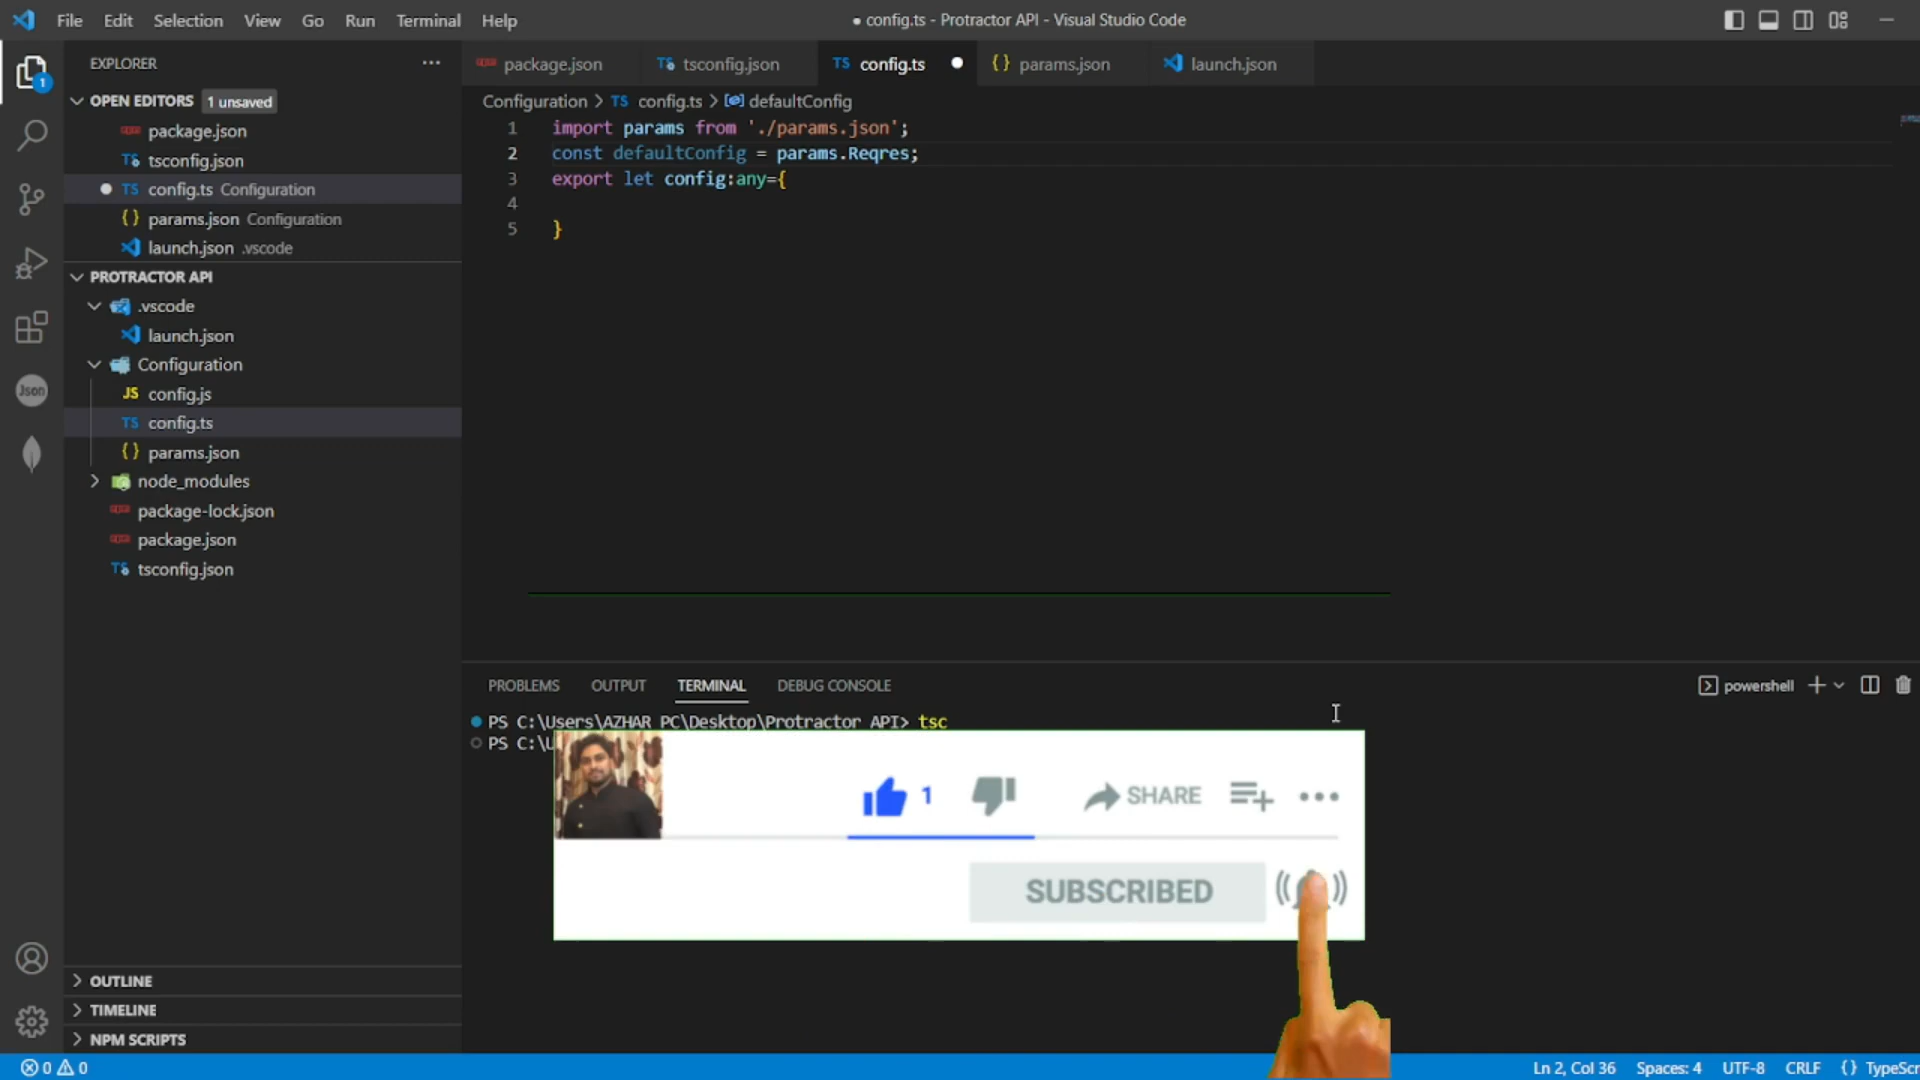 File Edit Selection View Go Run Terminal Help
● config.ts - Protractor API - Visual Studio Code
EXPLORER
package.json
tsconfig.json
TS config.ts
{} params.json
launch.json
OPEN EDITORS 1 unsaved
Configuration > TS config.ts > defaultConfig
package.json
tsconfig.json
TS config.ts Configuration
{} params.json Configuration
launch.json .vscode
1 import params from './params.json';
2 const defaultConfig = params.Reqres;
3 export let config:any={
4
5 }
PROTRACTOR API
.vscode
launch.json
Configuration
JS config.js
TS config.ts
{} params.json
node_modules
package-lock.json
package.json
tsconfig.json
1
Json
PROBLEMS OUTPUT TERMINAL DEBUG CONSOLE
powershell
PS C:\Users\AZHAR PC\Desktop\Protractor API> tsc
PS C:\U
1
SHARE
SUBSCRIBED
OUTLINE
TIMELINE
NPM SCRIPTS
0 0
Ln 2, Col 36 Spaces: 4 UTF-8 CRLF {} TypeScr